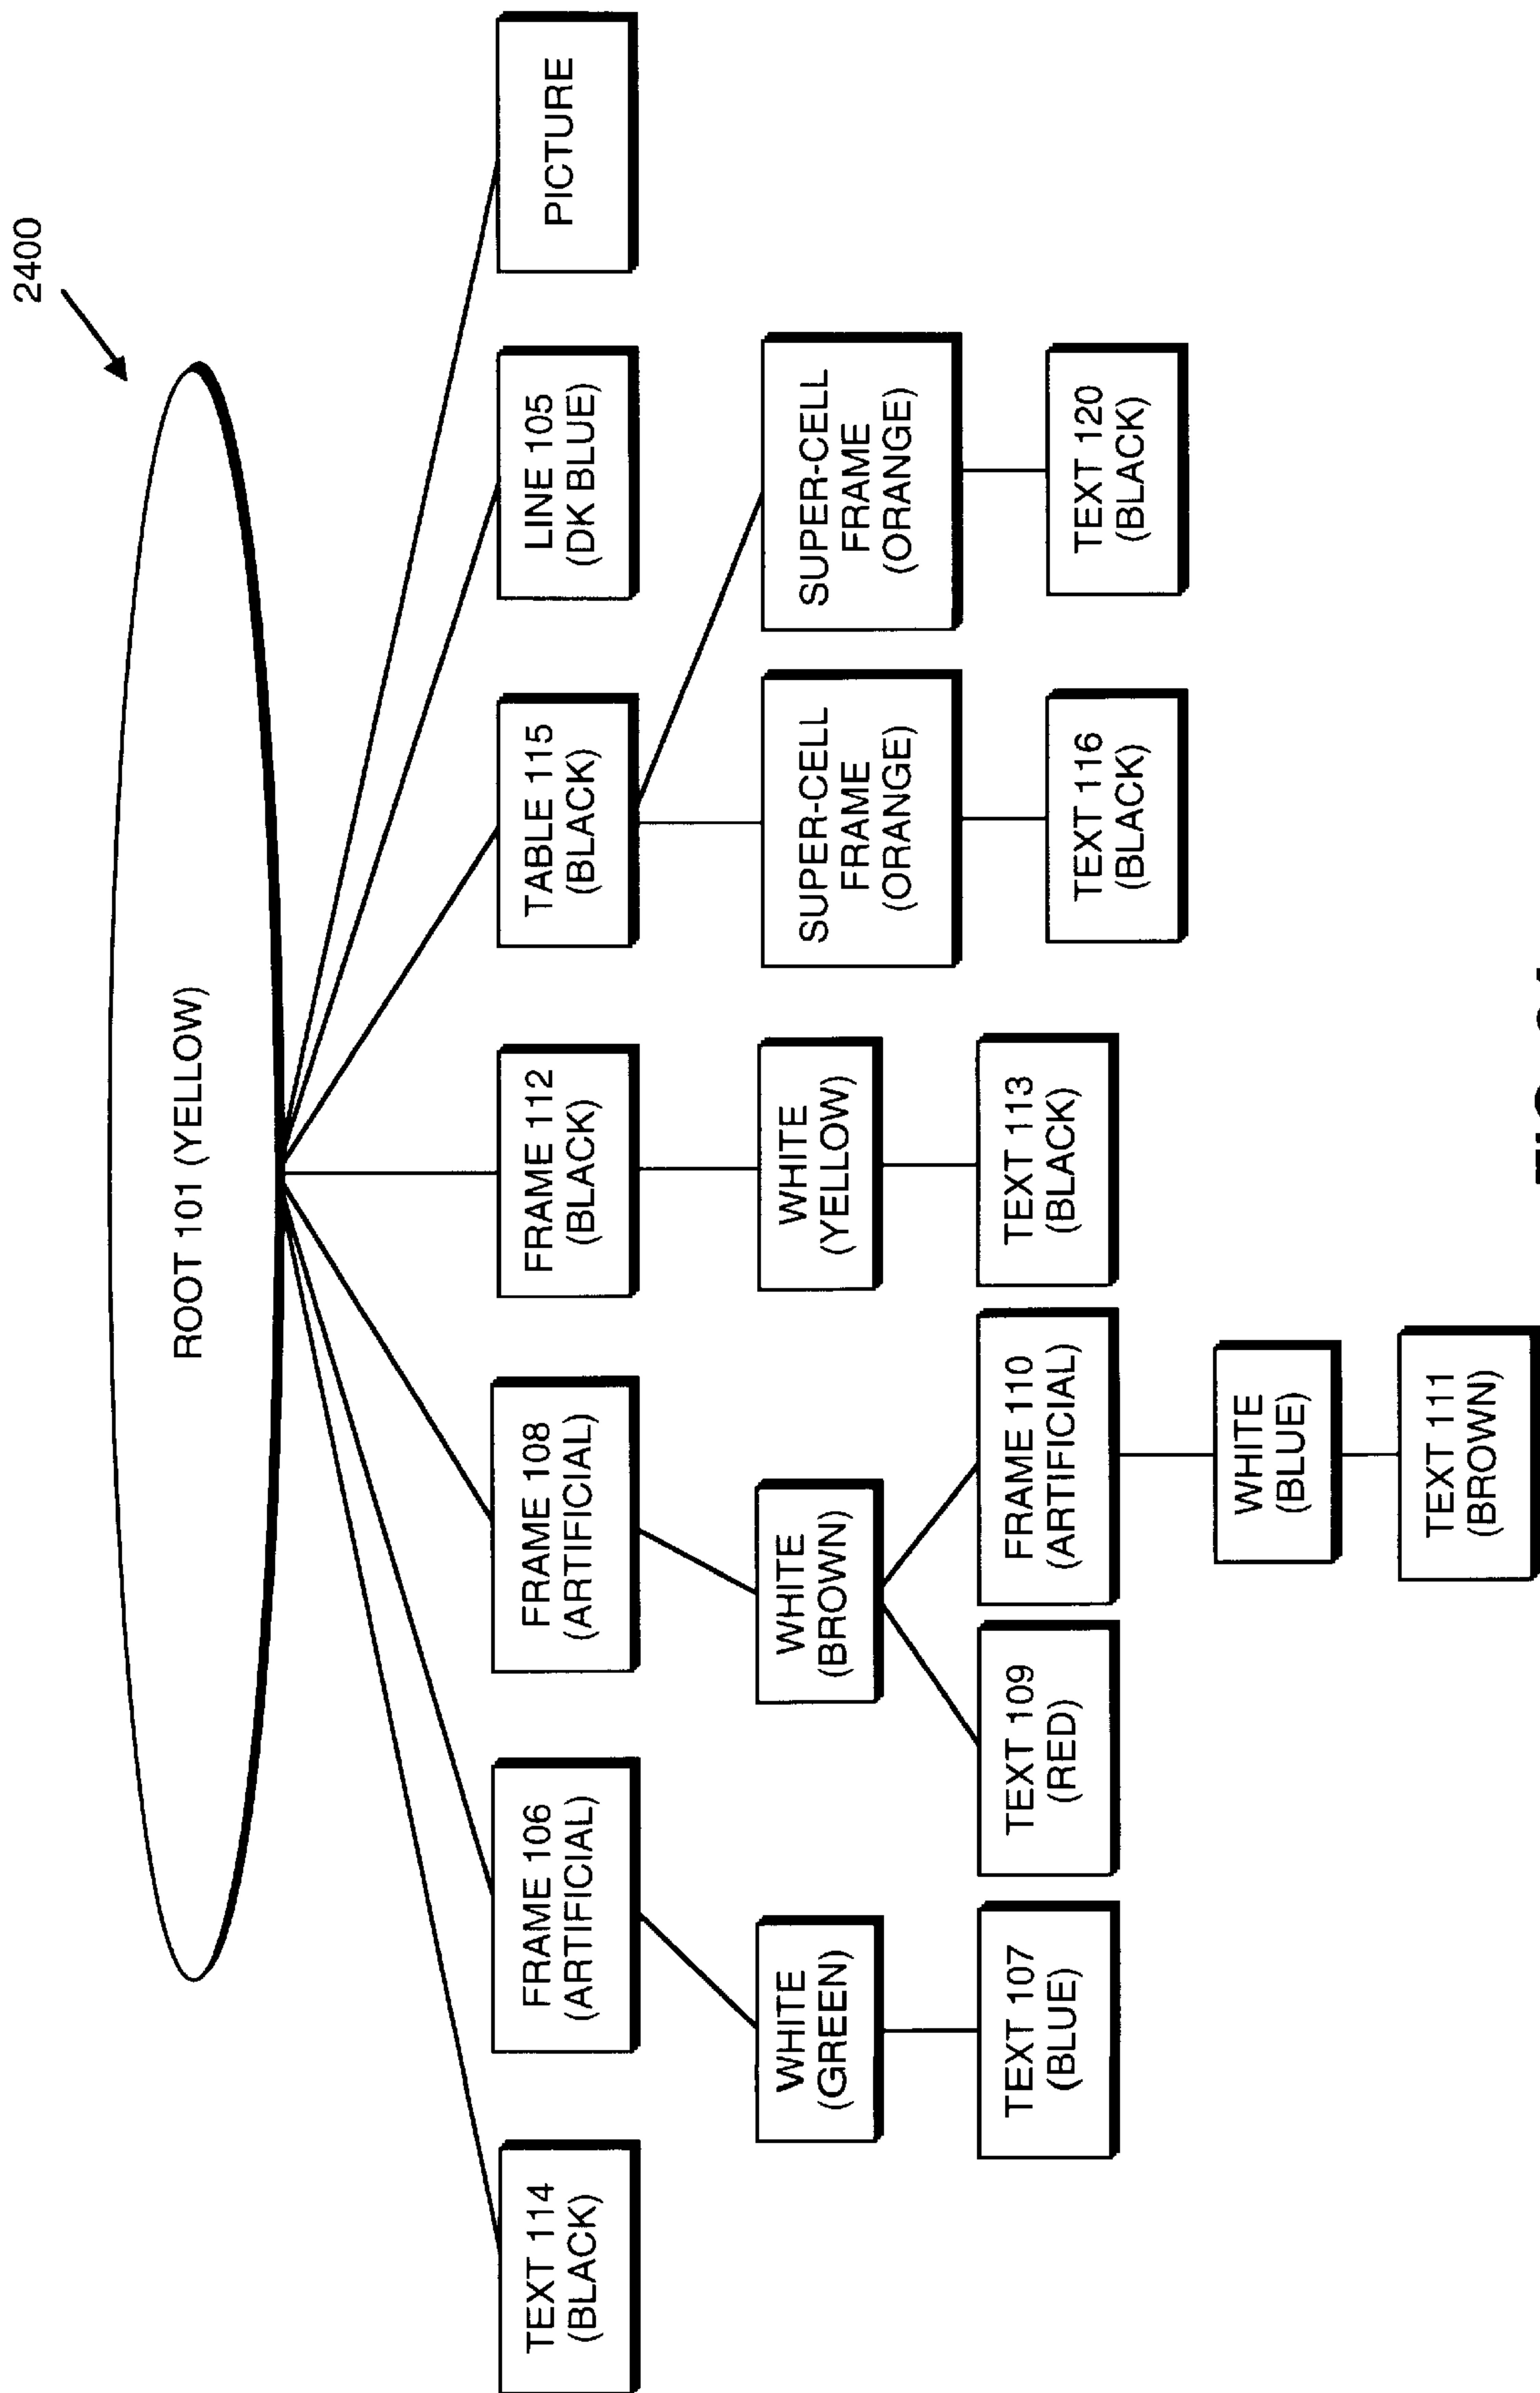 2400
ROOT 101 (YELLOW)
TEXT 114
(BLACK)
FRAME 106
(ARTIFICIAL)
FRAME 108
(ARTIFICIAL)
FRAME 112
(BLACK)
TABLE 115
(BLACK)
LINE 105
(DK BLUE)
PICTURE
WHITE
(GREEN)
WHITE
(BROWN)
WHITE
(YELLOW)
SUPER-CELL
FRAME
(ORANGE)
SUPER-CELL
FRAME
(ORANGE)
TEXT 107
(BLUE)
TEXT 109
(RED)
FRAME 110
(ARTIFICIAL)
TEXT 113
(BLACK)
TEXT 116
(BLACK)
TEXT 120
(BLACK)
WHITE
(BLUE)
TEXT 111
(BROWN)